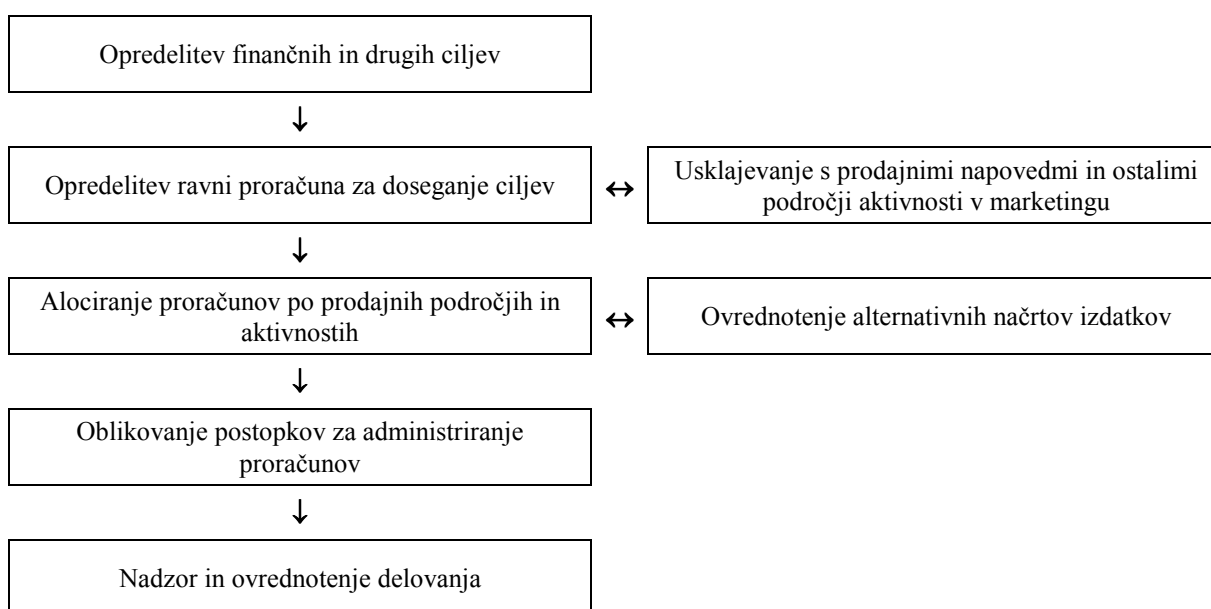 Opredelitev finančnih in drugih ciljev
↓
Opredelitev ravni proračuna za doseganje ciljev
↔
Usklajevanje s prodajnimi napovedmi in ostalimi
področji aktivnosti v marketingu
↓
Alociranje proračunov po prodajnih področjih in
aktivnostih
↔
Ovrednotenje alternativnih načrtov izdatkov
↓
Oblikovanje postopkov za administriranje
proračunov
↓
Nadzor in ovrednotenje delovanja